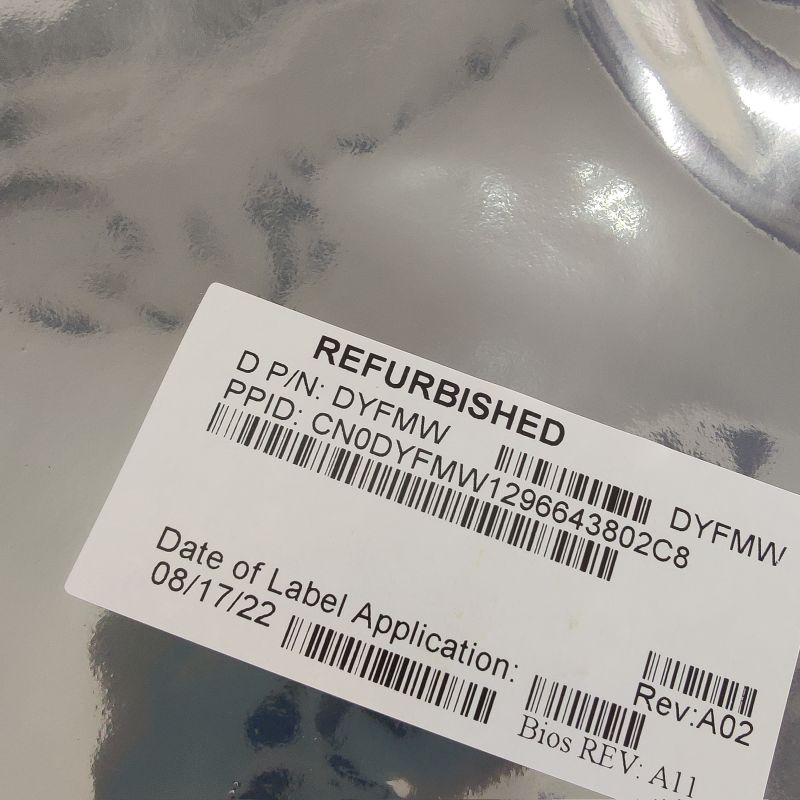 REFURBISHED
D P/N: DYFMW
DYFMW
PPID: CN0DYFMW1296643802C8
Date of Label Application:
08/17/22
Rev:A02
Bios REV: A11